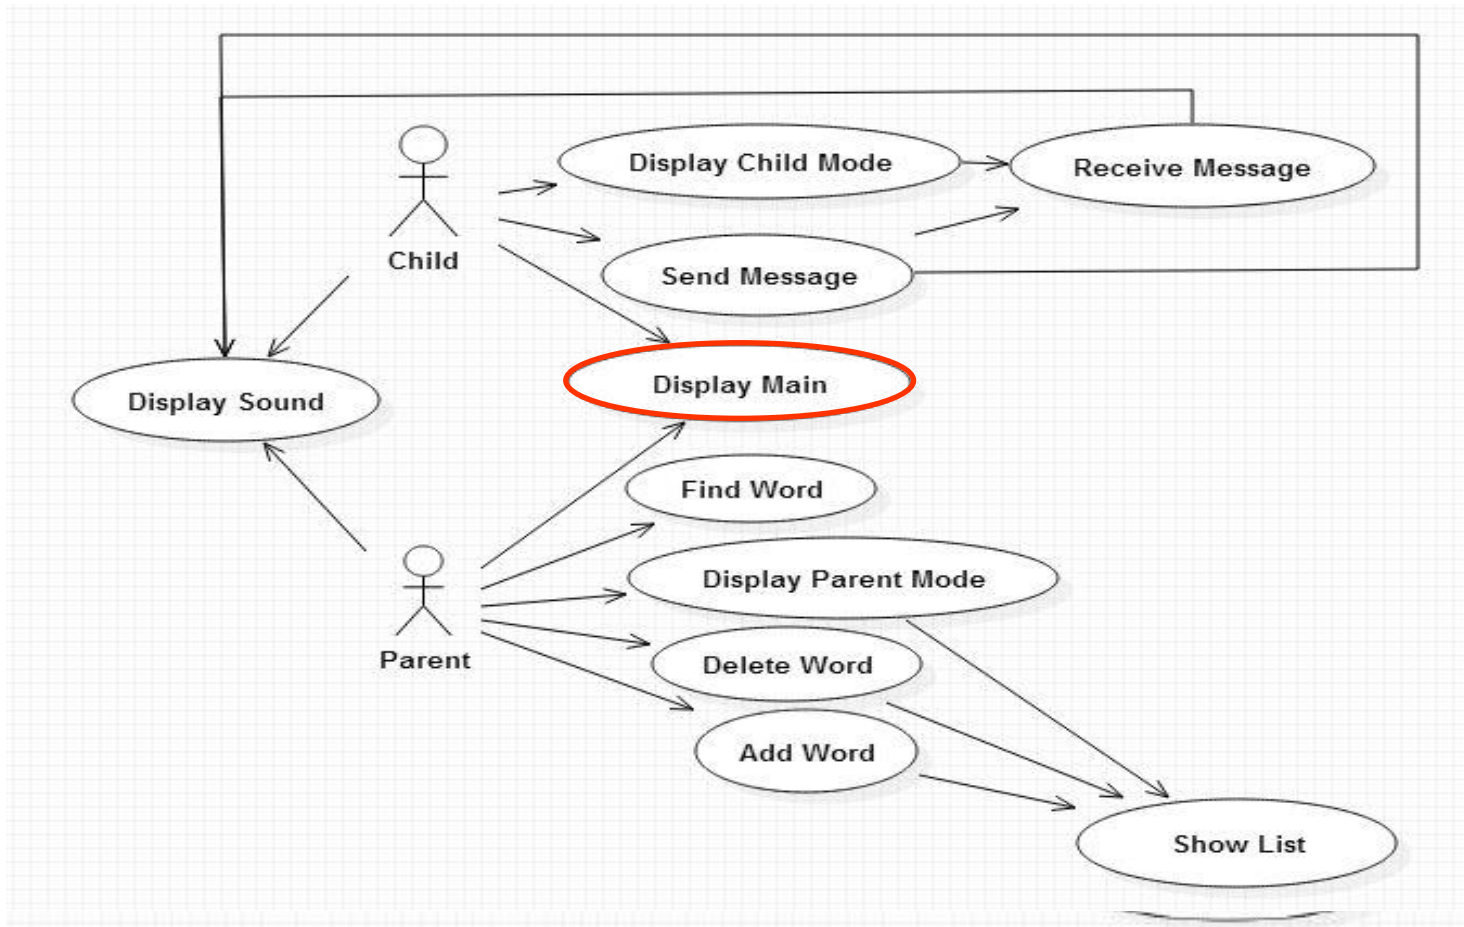 Display Child Mode
Receive Message
Child
Send Message
Display Main
Display Sound
Find Word
Display Parent Mode
Parent
Delete Word
Add Word
Show List